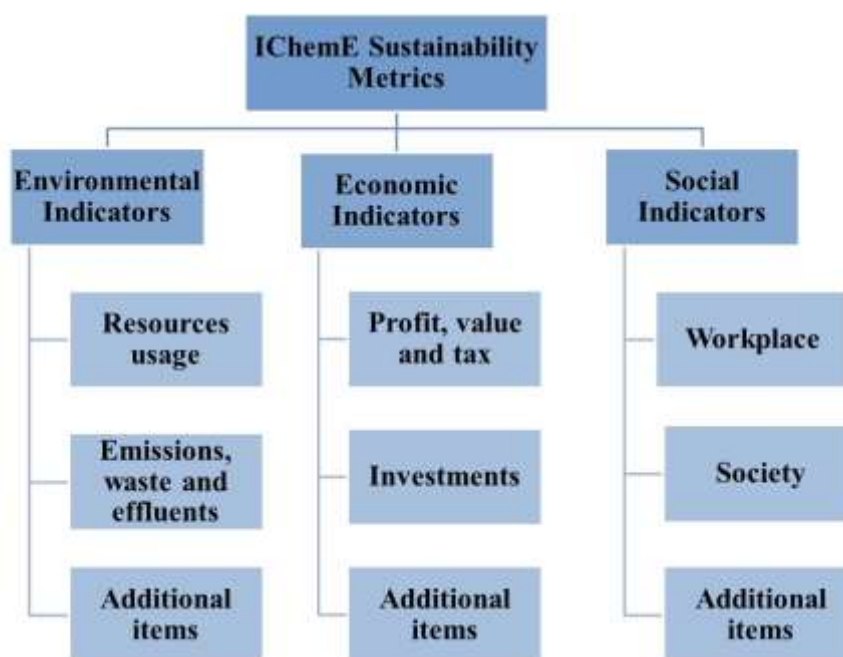 IChemE Sustainability
Metrics
Environmental
Indicators
Resources
usage
Emissions,
waste and
effluents
Additional
items
Economic
Indicators
Profit, value
and tax
Investments
Additional
items
Social
Indicators
Workplace
Society
Additional
items